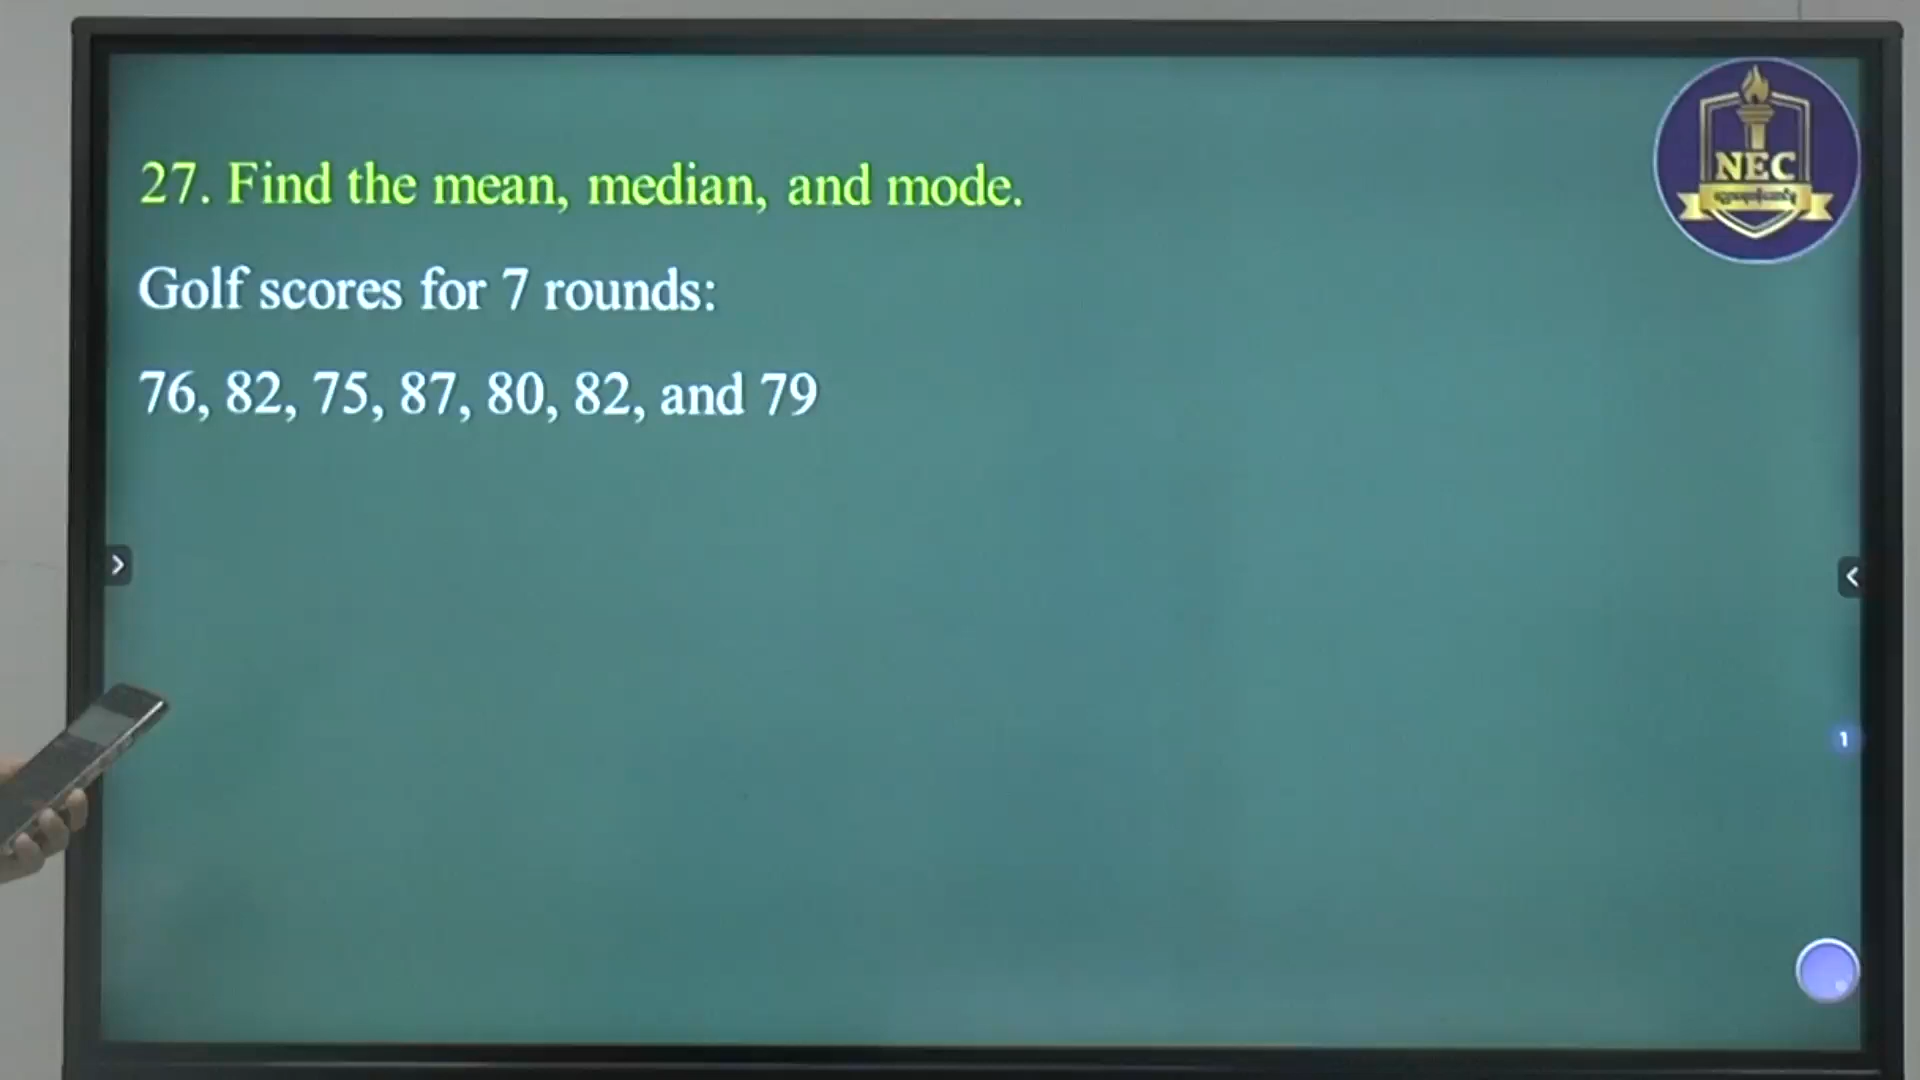 27. Find the mean, median, and mode.
Golf scores for 7 rounds:
76, 82, 75, 87, 80, 82, and 79
NEC
1